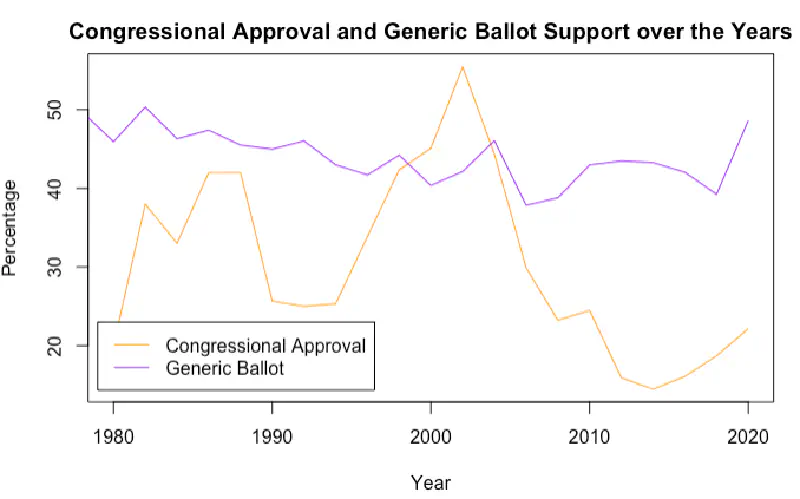 Congressional Approval and Generic Ballot Support over the Years
Percentage
50
40
30
20
Congressional Approval
Generic Ballot
1980 1990 2000 2010 2020
Year